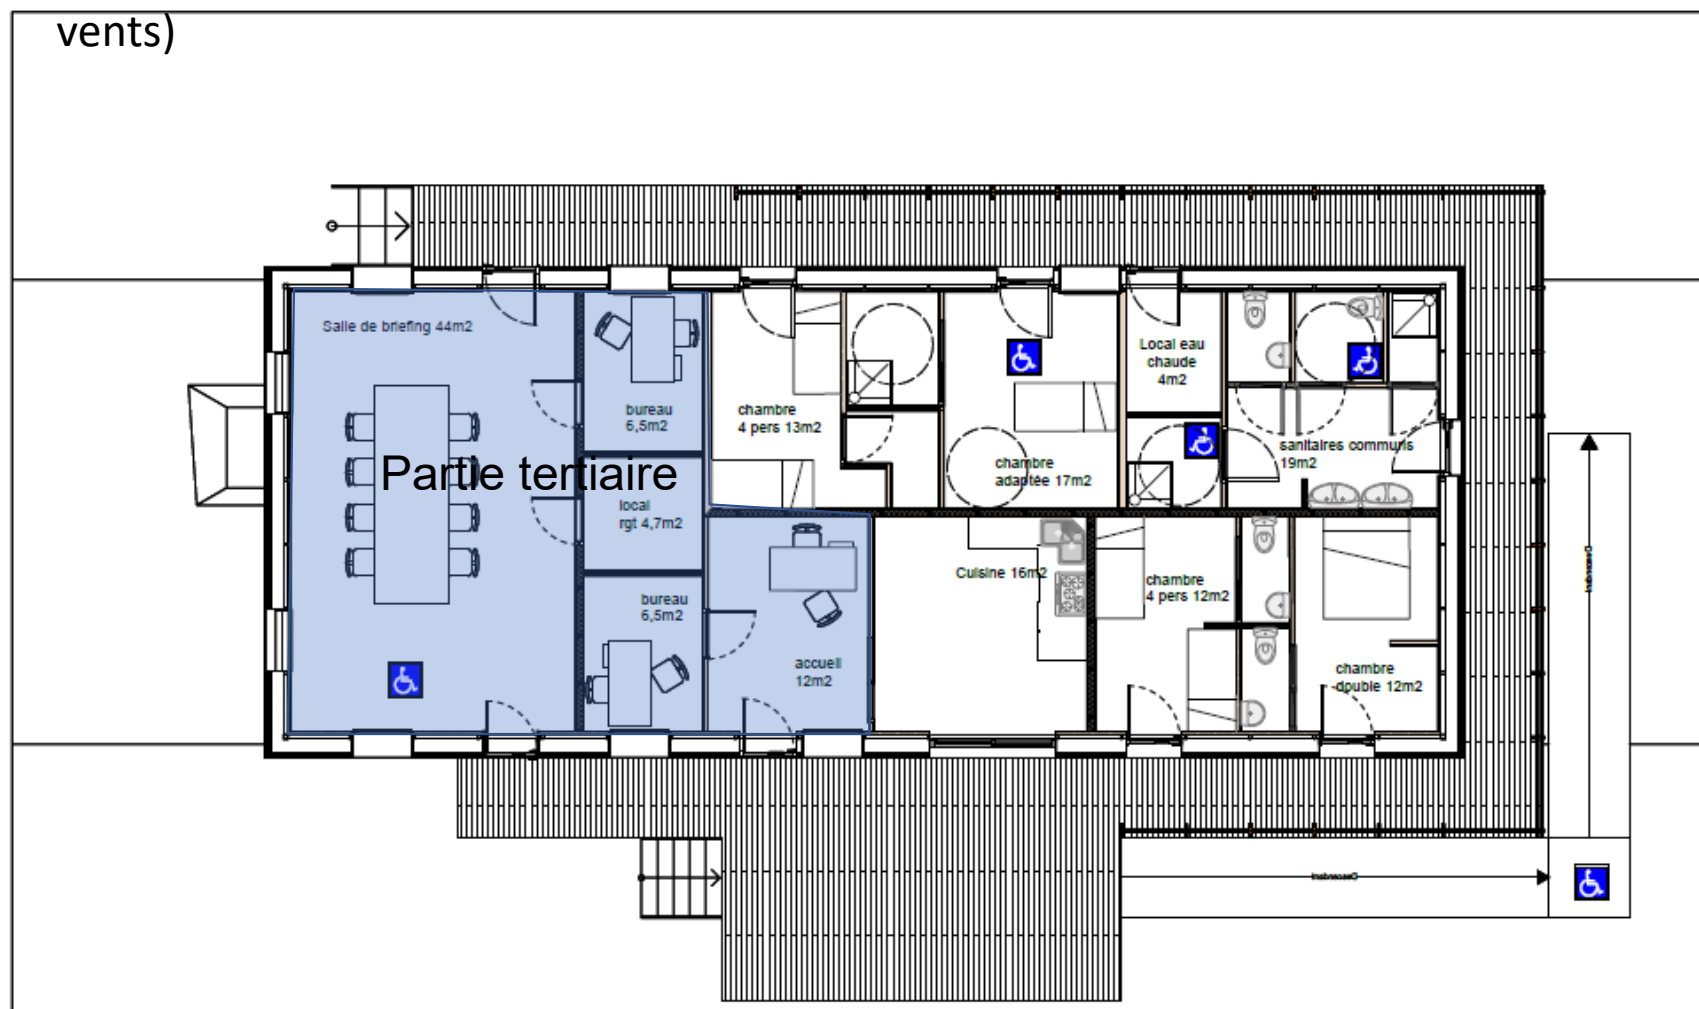 vents)
Salle de briefing 44m2
bureau
6,5m2
chambre
4 pers 13m2
Local eau
chaude
4m2
sanitaires communs
19m2
chambre
adaptée 17m2
Partie tertiaire
local
rgt 4,7m2
bureau
6,5m2
accueil
12m2
Cuisine 16m2
chambre
4 pers 12m2
chambre
double 12m2
Descendant
Descendant